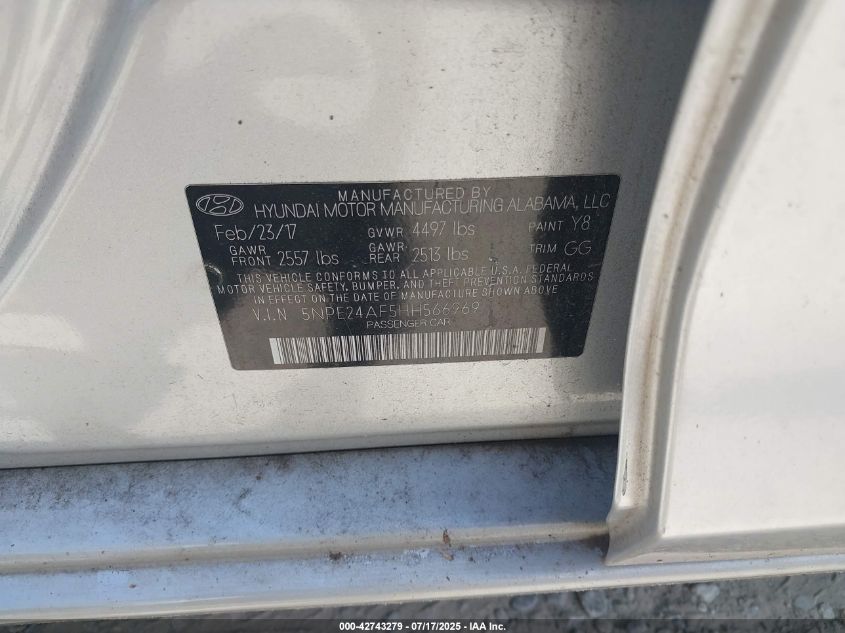 MANUFACTURED BY
HYUNDAI MOTOR MANUFACTURING ALABAMA, LLC
Feb/23/17 GVWR 4497 lbs PAINT Y8
GAWR FRONT 2557 lbs GAWR REAR 2513 lbs TRIM GG
THIS VEHICLE CONFORMS TO ALL APPLICABLE U.S.A. FEDERAL
MOTOR VEHICLE SAFETY, BUMPER, AND THEFT PREVENTION STANDARDS
IN EFFECT ON THE DATE OF MANUFACTURE SHOWN ABOVE
V.I.N 5NPE24AF5HH566969
PASSENGER CAR
000-42743279 - 07/17/2025 - IAA Inc.